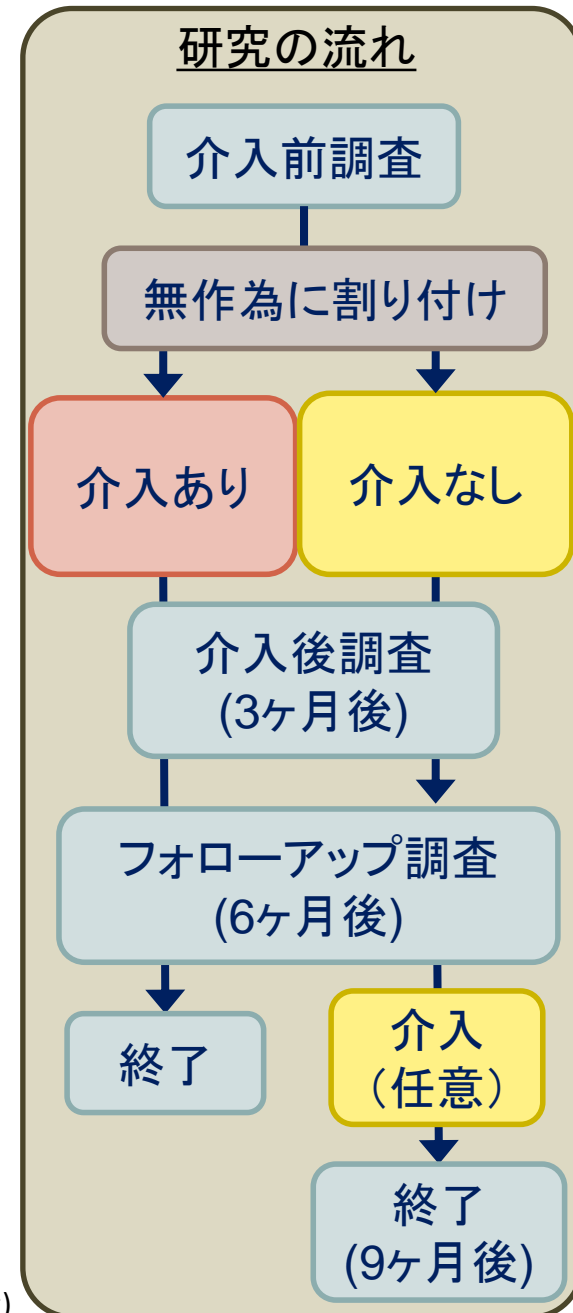 研究の流れ
介入前調査
無作為に割り付け
介入あり
介入なし
介入後調査
(3ヶ月後)
フォローアップ調査
(6ヶ月後)
終了
介入
（任意）
終了
(9ヶ月後)
)